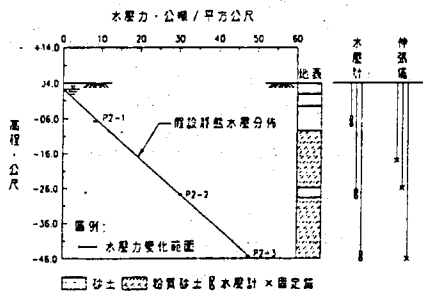 水壓力,公噸/平方公尺
0 10 20 30 40 50 60
+14.0
+4.0
-06.0
-16.0
-26.0
-36.0
-46.0
高程,公尺
地表
水壓計
伸張
P2-1
假設靜態水壓分佈
P2-2
圖例:
水壓力變化範圍
P2-3
砂土 粉質砂土 水壓計 × 固定